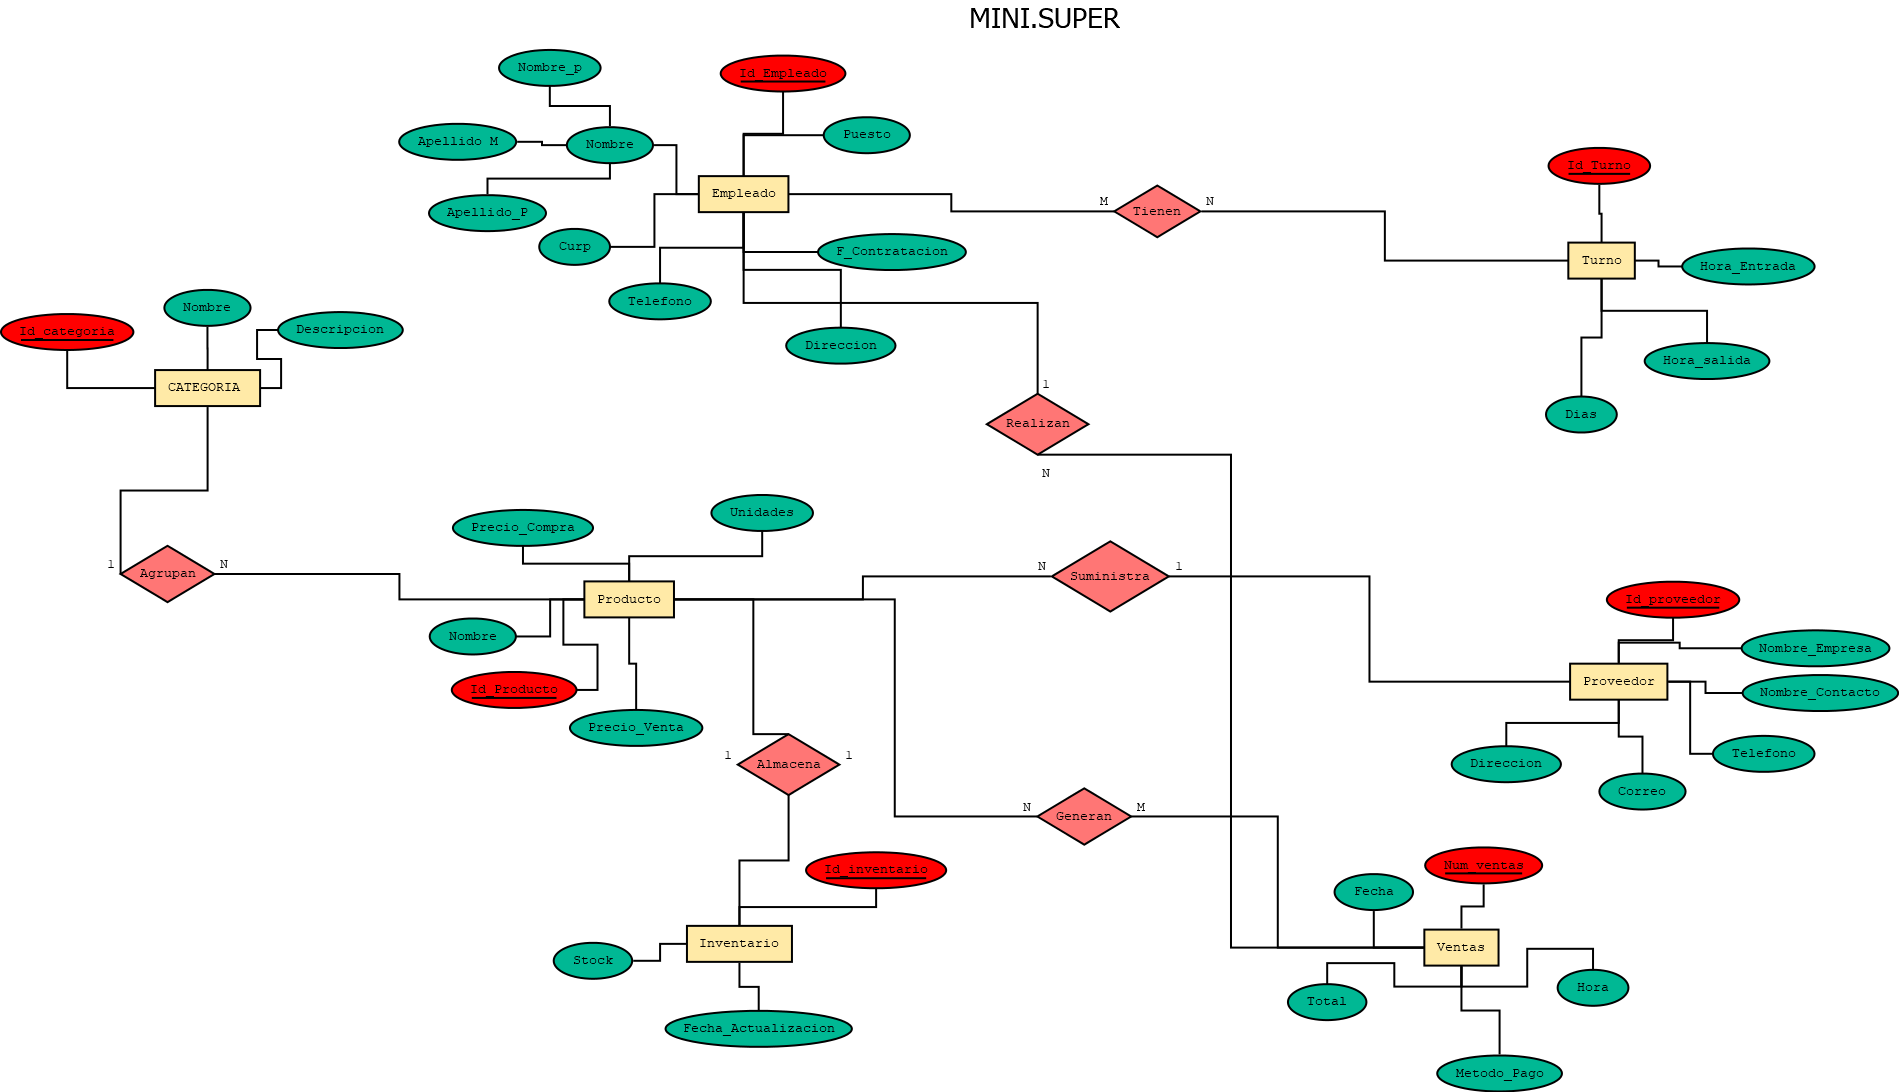 MINI.SUPER
Nombre_p
Id_Empleado
Puesto
Apellido M
Nombre
Apellido_P
Empleado
M
Tienen
N
Id_Turno
Curp
F_Contratacion
Turno
Hora_Entrada
Telefono
Direccion
Hora_salida
Dias
Nombre
Id_categoria
Descripcion
CATEGORIA
1
Realizan
N
Precio_Compra
Unidades
1
Agrupan
N
Producto
N
Suministra
1
Nombre
Id_Producto
Precio_Venta
Id_proveedor
Nombre_Empresa
Proveedor
Nombre_Contacto
Direccion
Telefono
Correo
1
Almacena
1
N
Generan
M
Id_inventario
Inventario
Stock
Fecha_Actualizacion
Num_ventas
Fecha
Ventas
Total
Hora
Metodo_Pago